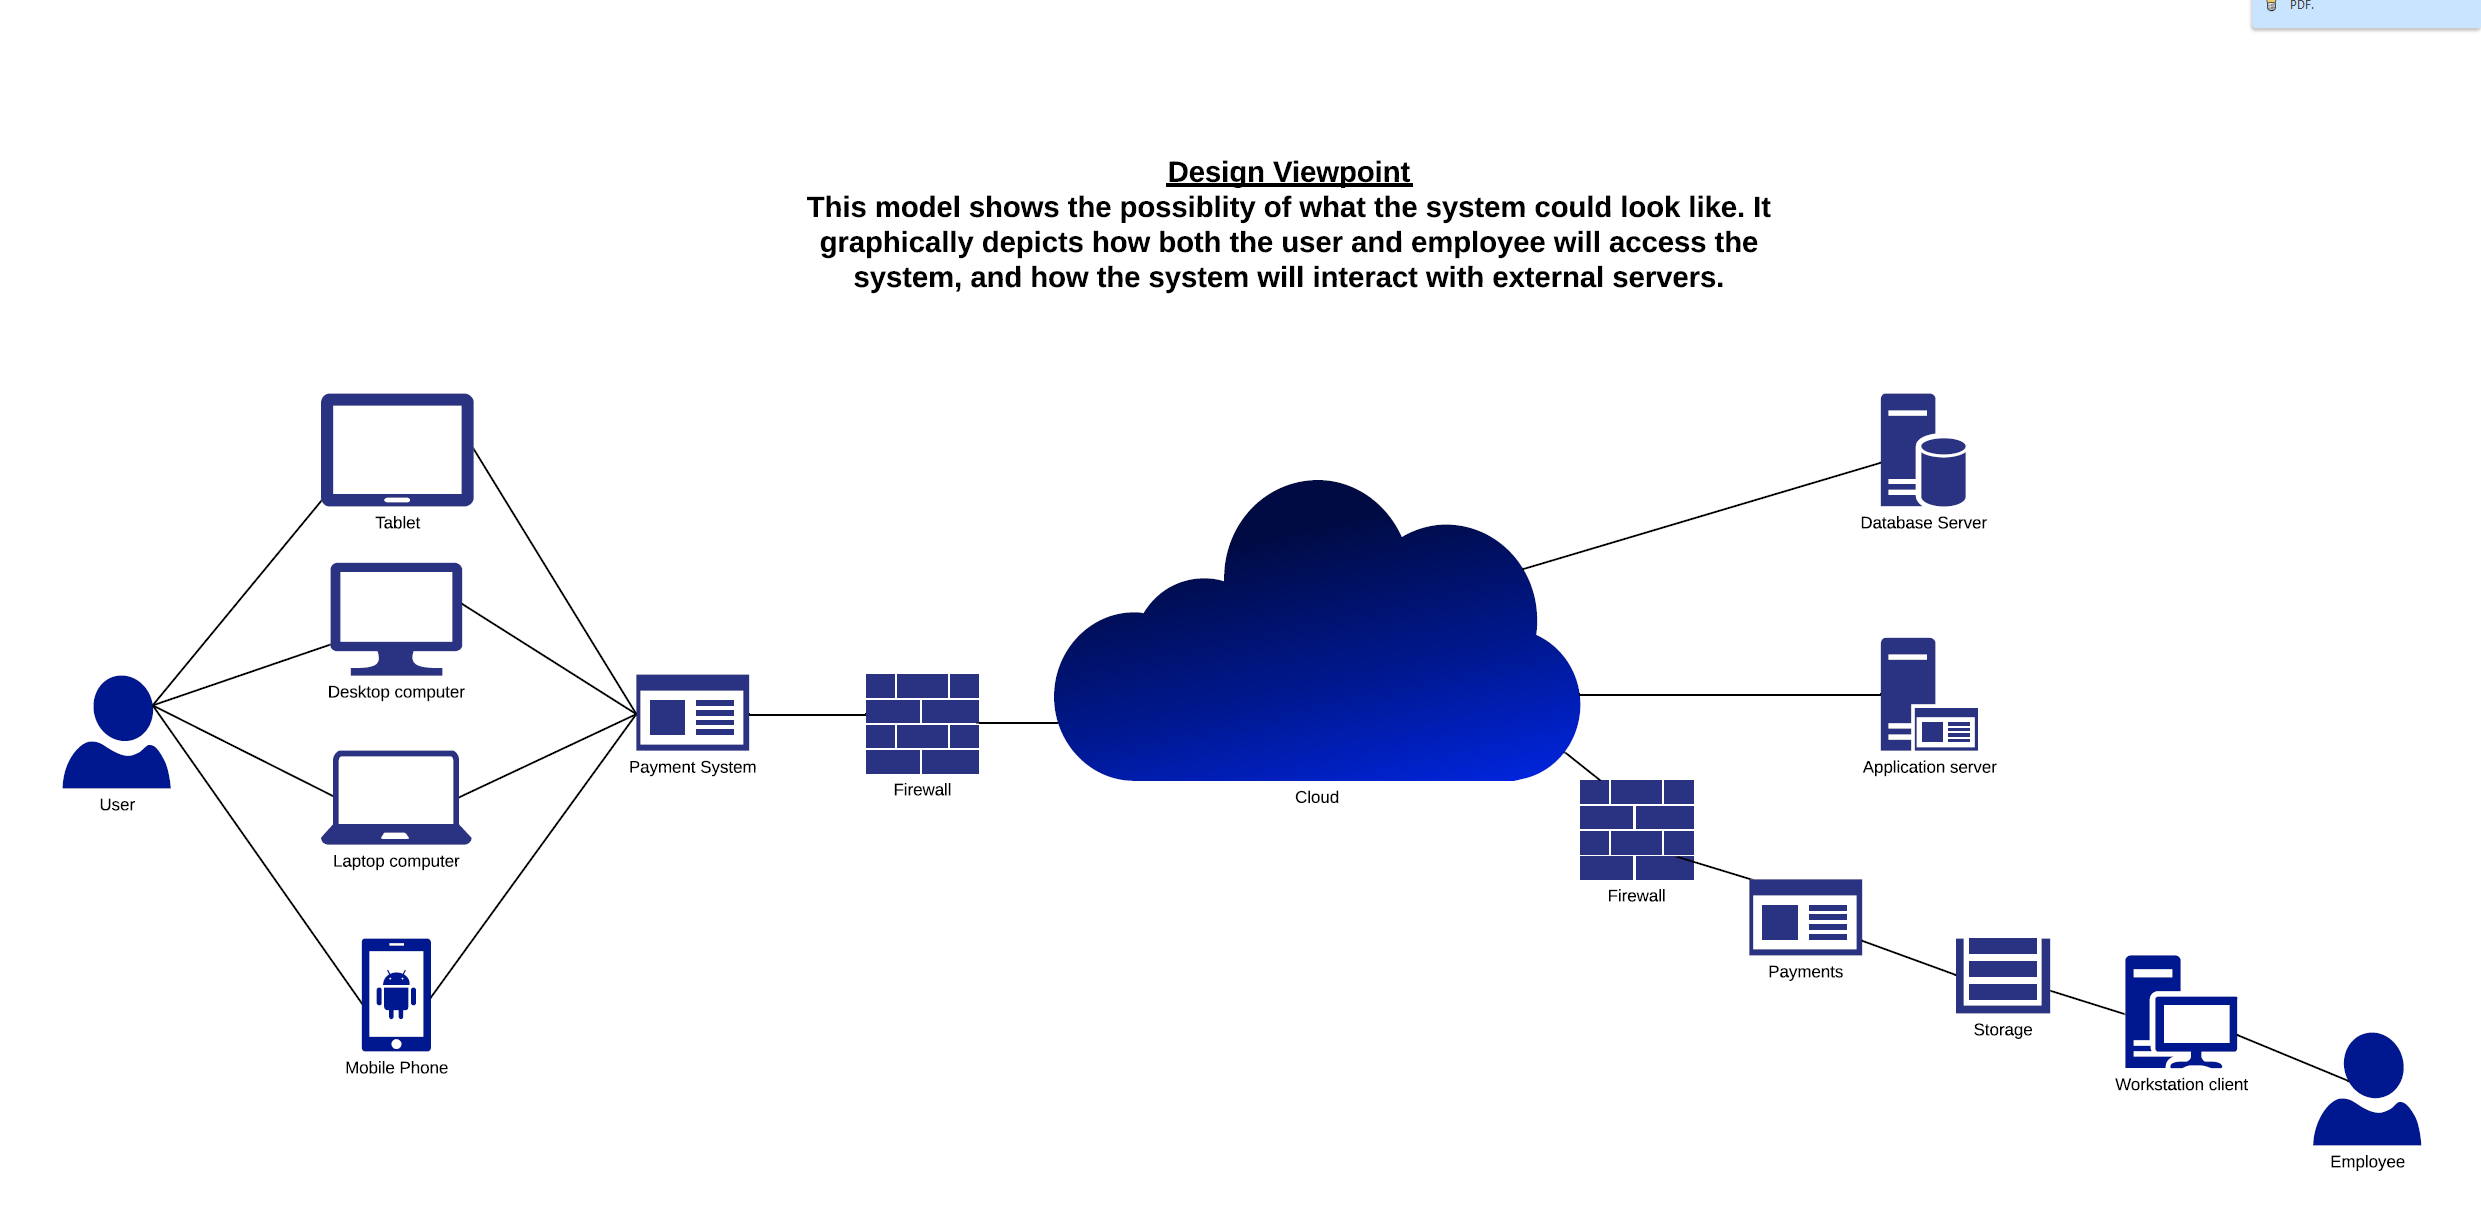 PDF.
Design Viewpoint
This model shows the possiblity of what the system could look like. It
graphically depicts how both the user and employee will access the
system, and how the system will interact with external servers.
Tablet
Database Server
Desktop computer
Payment System
Application server
Firewall
Cloud
User
Laptop computer
Firewall
Payments
Storage
Mobile Phone
Workstation client
Employee